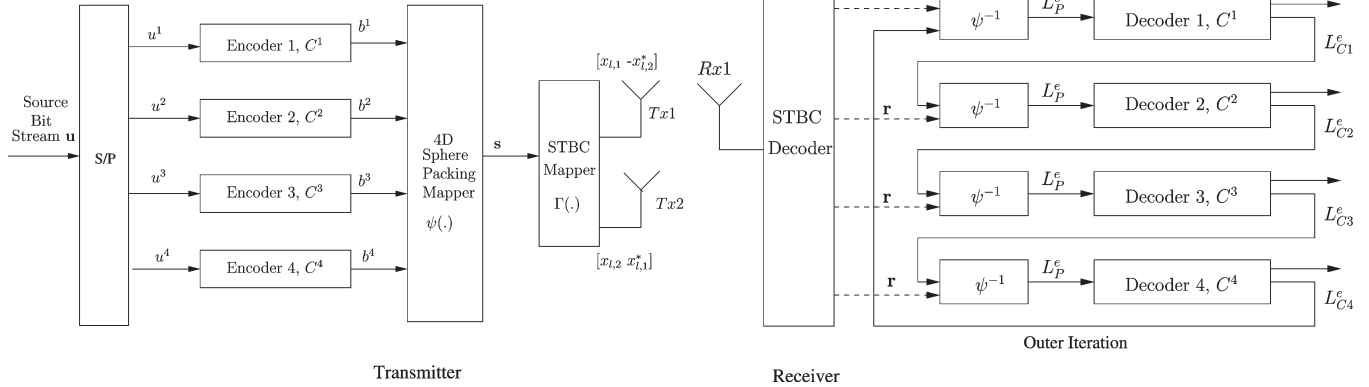 Source
Bit
Stream u
S/P
u¹
u²
u³
u⁴
Encoder 1, C¹
Encoder 2, C²
Encoder 3, C³
Encoder 4, C⁴
b¹
b²
b³
b⁴
4D
Sphere
Packing
Mapper
ψ(.)
s
STBC
Mapper
Γ(.)
[x_{l,1} -x*_{l,2}]
Tx1
Tx2
[x_{l,2} x*_{l,1}]
Transmitter
Rx1
STBC
Decoder
ψ⁻¹
L^e_P
Decoder 1, C¹
L^e_{C1}
r
ψ⁻¹
L^e_P
Decoder 2, C²
L^e_{C2}
r
ψ⁻¹
L^e_P
Decoder 3, C³
L^e_{C3}
r
ψ⁻¹
L^e_P
Decoder 4, C⁴
L^e_{C4}
Outer Iteration
Receiver